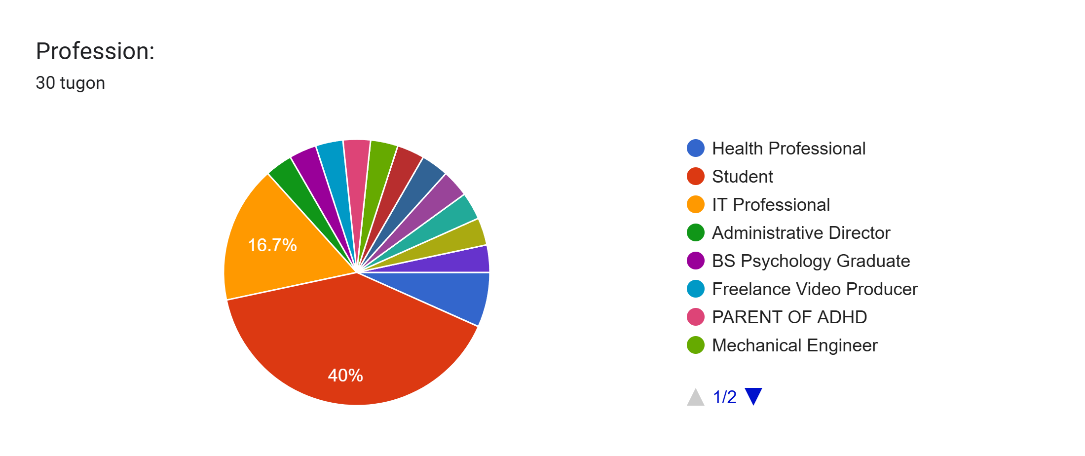 Profession:
30 tugon
16.7%
40%
Health Professional
Student
IT Professional
Administrative Director
BS Psychology Graduate
Freelance Video Producer
PARENT OF ADHD
Mechanical Engineer
1/2